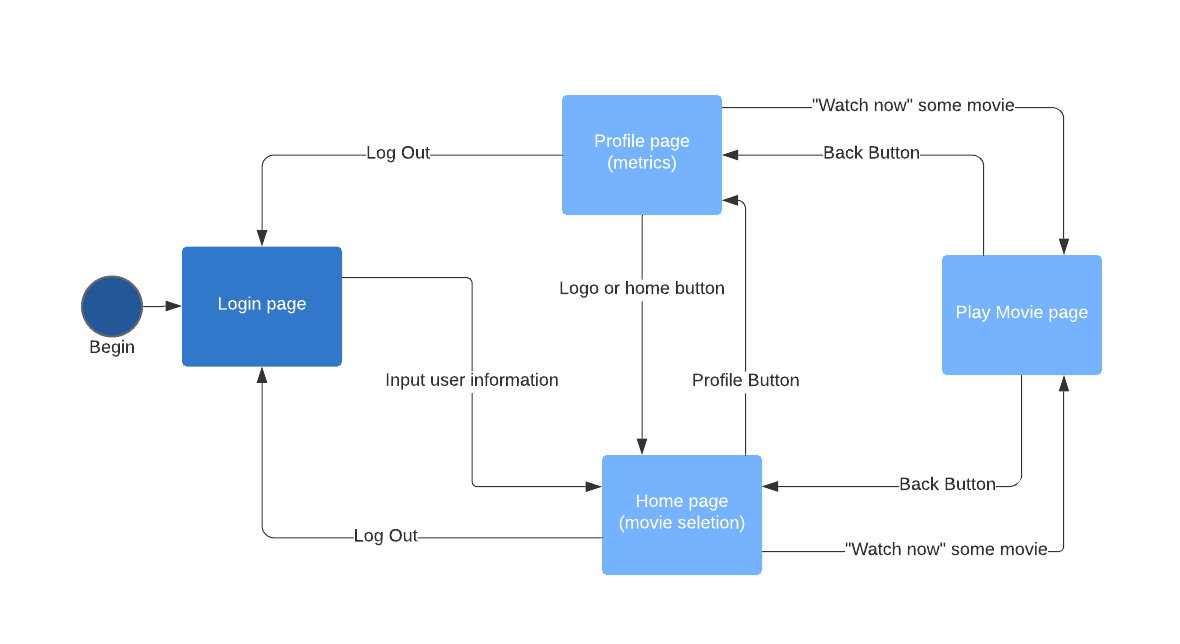 "Watch now" some movie
Profile page
(metrics)
Log Out
Back Button
Logo or home button
Login page
Play Movie page
Begin
Input user information
Profile Button
Back Button
Home page
(movie seletion)
Log Out
"Watch now" some movie